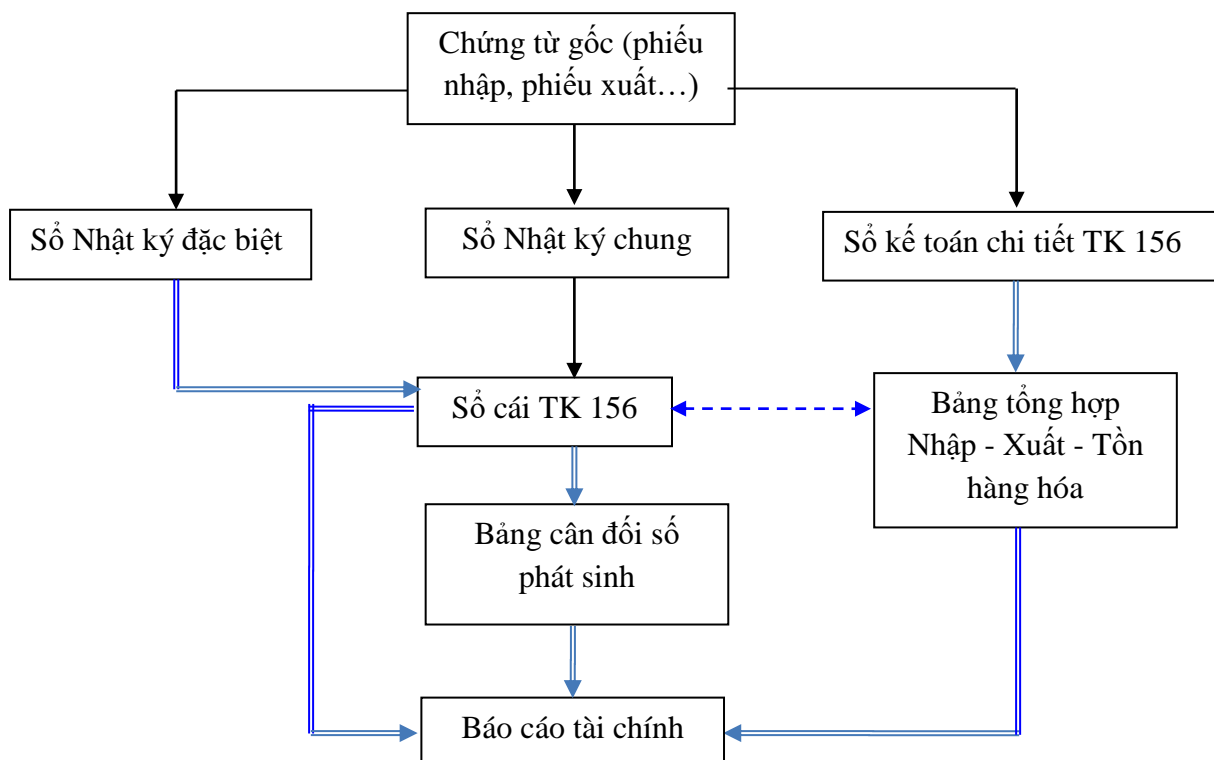 Chứng từ gốc (phiếu
nhập, phiếu xuất…)
Sổ Nhật ký đặc biệt
Sổ Nhật ký chung
Sổ kế toán chi tiết TK 156
Sổ cái TK 156
Bảng tổng hợp
Nhập - Xuất - Tồn
hàng hóa
Bảng cân đối số
phát sinh
Báo cáo tài chính